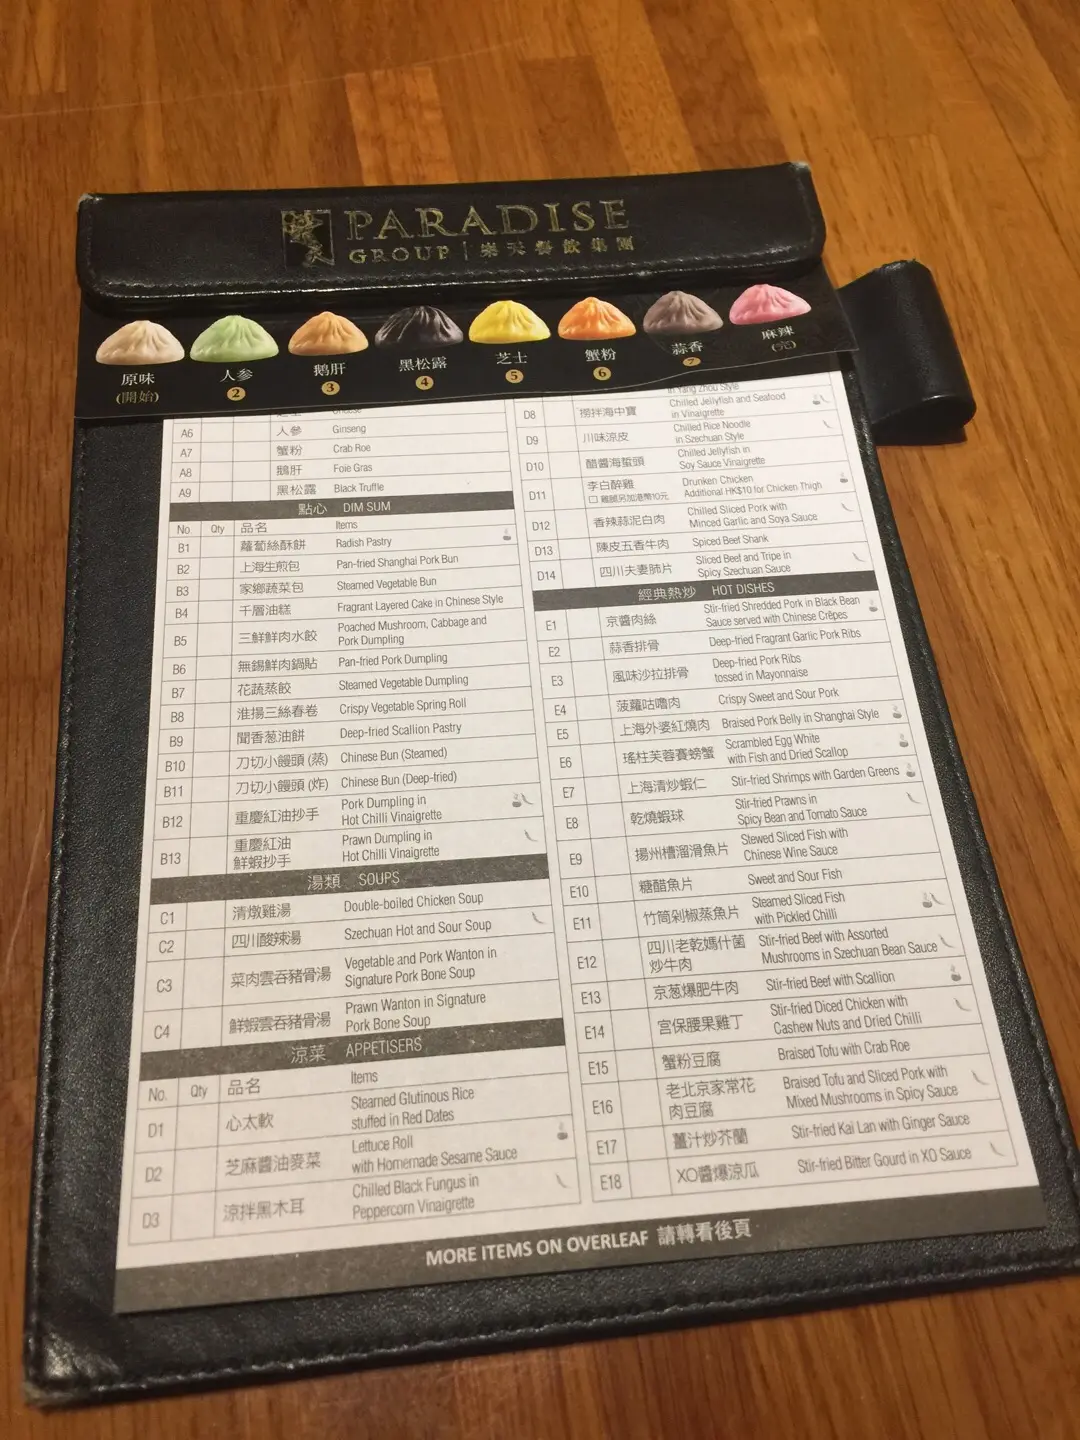 PARADISE
GROUP | 樂天餐飲集團
原味
(開始)
人参
2
鹅肝
3
黑松露
4
芝士
5
蟹粉
6
蒜香
7
麻辣
(完)
A6 人參 Ginseng
A7 蟹粉 Crab Roe
A8 鵝肝 Foie Gras
A9 黑松露 Black Truffle
點心 DIM SUM
No. Qty 品名 Items
B1 蘿蔔絲酥餅 Radish Pastry
B2 上海生煎包 Pan-fried Shanghai Pork Bun
B3 家鄉蔬菜包 Steamed Vegetable Bun
B4 千層油糕 Fragrant Layered Cake in Chinese Style
B5 三鮮鮮肉水餃 Poached Mushroom, Cabbage and
Pork Dumpling
B6 無錫鮮肉鍋貼 Pan-fried Pork Dumpling
B7 花蔬蒸餃 Steamed Vegetable Dumpling
B8 淮揚三絲春卷 Crispy Vegetable Spring Roll
B9 聞香葱油餅 Deep-fried Scallion Pastry
B10 刀切小饅頭 (蒸) Chinese Bun (Steamed)
B11 刀切小饅頭 (炸) Chinese Bun (Deep-fried)
B12 重慶紅油抄手 Pork Dumpling in
Hot Chilli Vinaigrette
B13 重慶紅油 Prawn Dumpling in
鮮蝦抄手 Hot Chilli Vinaigrette
湯類 SOUPS
C1 清燉雞湯 Double-boiled Chicken Soup
C2 四川酸辣湯 Szechuan Hot and Sour Soup
C3 菜肉雲吞豬骨湯 Vegetable and Pork Wanton in
Signature Pork Bone Soup
C4 鮮蝦雲吞豬骨湯 Prawn Wanton in Signature
Pork Bone Soup
涼菜 APPETISERS
No. Qty 品名 Items
D1 心太軟 Steamed Glutinous Rice
stuffed in Red Dates
D2 芝麻醬油麥菜 Lettuce Roll
with Homemade Sesame Sauce
D3 涼拌黑木耳 Chilled Black Fungus in
Peppercorn Vinaigrette
in Yang Zhou Style
D8 撈拌海中寶 Chilled Jellyfish and Seafood
in Vinaigrette
D9 川味涼皮 Chilled Rice Noodle
in Szechuan Style
D10 醋醬海蜇頭 Chilled Jellyfish in
Soy Sauce Vinaigrette
D11 李白醉雞 Drunken Chicken
□ 雞腿另加港幣10元 Additional HK$10 for Chicken Thigh
D12 香辣蒜泥白肉 Chilled Sliced Pork with
Minced Garlic and Soya Sauce
D13 陳皮五香牛肉 Spiced Beef Shank
D14 四川夫妻肺片 Sliced Beef and Tripe in
Spicy Szechuan Sauce
經典熱炒 HOT DISHES
E1 京醬肉絲 Stir-fried Shredded Pork in Black Bean
Sauce served with Chinese Crêpes
E2 蒜香排骨 Deep-fried Fragrant Garlic Pork Ribs
E3 風味沙拉排骨 Deep-fried Pork Ribs
tossed in Mayonnaise
E4 菠蘿咕嚕肉 Crispy Sweet and Sour Pork
E5 上海外婆紅燒肉 Braised Pork Belly in Shanghai Style
E6 瑤柱芙蓉賽螃蟹 Scrambled Egg White
with Fish and Dried Scallop
E7 上海清炒蝦仁 Stir-fried Shrimps with Garden Greens
E8 乾燒蝦球 Stir-fried Prawns in
Spicy Bean and Tomato Sauce
E9 揚州槽溜滑魚片 Stewed Sliced Fish with
Chinese Wine Sauce
E10 糖醋魚片 Sweet and Sour Fish
E11 竹筒剁椒蒸魚片 Steamed Sliced Fish
with Pickled Chilli
E12 四川老乾媽什菌 Stir-fried Beef with Assorted
炒牛肉 Mushrooms in Szechuan Bean Sauce
E13 京葱爆肥牛肉 Stir-fried Beef with Scallion
E14 宮保腰果雞丁 Stir-fried Diced Chicken with
Cashew Nuts and Dried Chilli
E15 蟹粉豆腐 Braised Tofu with Crab Roe
E16 老北京家常花 Braised Tofu and Sliced Pork with
肉豆腐 Mixed Mushrooms in Spicy Sauce
E17 薑汁炒芥蘭 Stir-fried Kai Lan with Ginger Sauce
E18 XO醬爆涼瓜 Stir-fried Bitter Gourd in XO Sauce
MORE ITEMS ON OVERLEAF 請轉看後頁